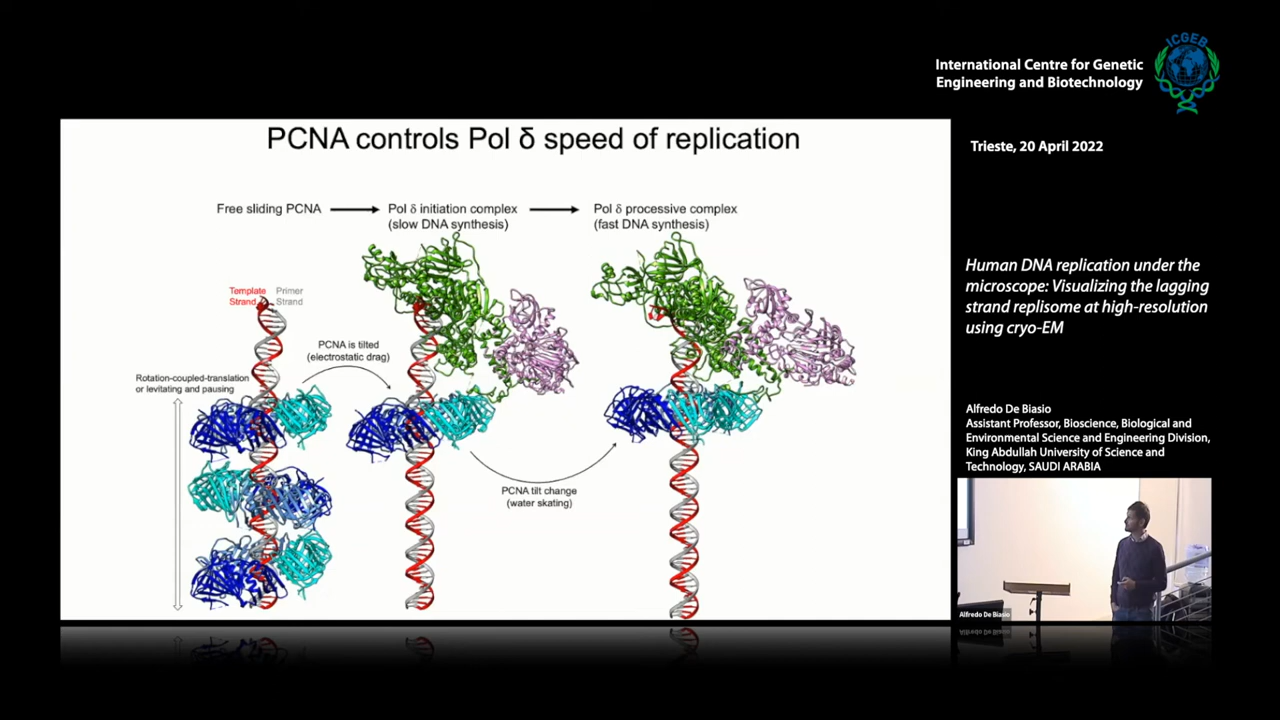 ICGEB
International Centre for Genetic
Engineering and Biotechnology
Trieste, 20 April 2022
PCNA controls Pol δ speed of replication
Free sliding PCNA
Pol δ initiation complex
(slow DNA synthesis)
Pol δ processive complex
(fast DNA synthesis)
Template
Strand
Primer
Strand
PCNA is tilted
(electrostatic drag)
Rotation-coupled-translation
or levitating and pausing
PCNA tilt change
(water skating)
Human DNA replication under the
microscope: Visualizing the lagging
strand replisome at high-resolution
using cryo-EM
Alfredo De Biasio
Assistant Professor, Bioscience, Biological and
Environmental Science and Engineering Division,
King Abdullah University of Science and
Technology, SAUDI ARABIA
Alfredo De Biasio